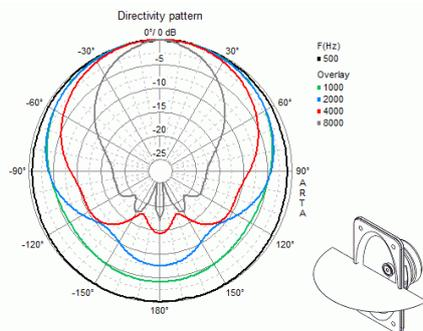 Directivity pattern
0°/ 0 dB
-30°
30°
-5
-60°
60°
-10
-15
-20
-25
-90°
90°
-120°
120°
-150°
150°
180°
A
R
T
A
F(Hz)
500
Overlay
1000
2000
4000
8000